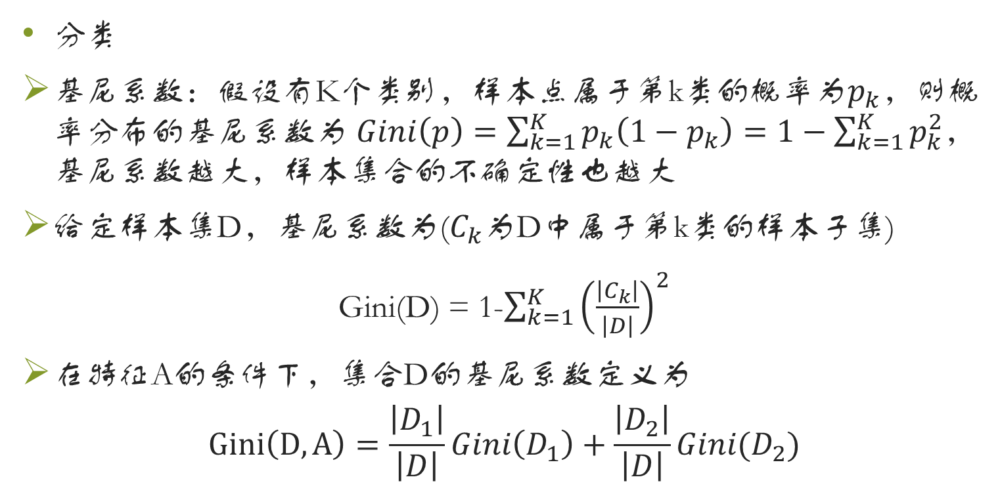 • 分类
➢ 基尼系数：假设有K个类别，样本点属于第k类的概率为$p_k$，则概
率分布的基尼系数为 $Gini(p) = \sum_{k=1}^{K} p_k(1-p_k) = 1 - \sum_{k=1}^{K} p_k^2$，
基尼系数越大，样本集合的不确定性也越大
➢ 给定样本集D，基尼系数为($C_k$为D中属于第k类的样本子集)
Gini(D) = 1-$\sum_{k=1}^{K} \left(\frac{|C_k|}{|D|}\right)^2$
➢ 在特征A的条件下，集合D的基尼系数定义为
$\mathrm{Gini(D,A)} = \frac{|D_1|}{|D|} Gini(D_1) + \frac{|D_2|}{|D|} Gini(D_2)$